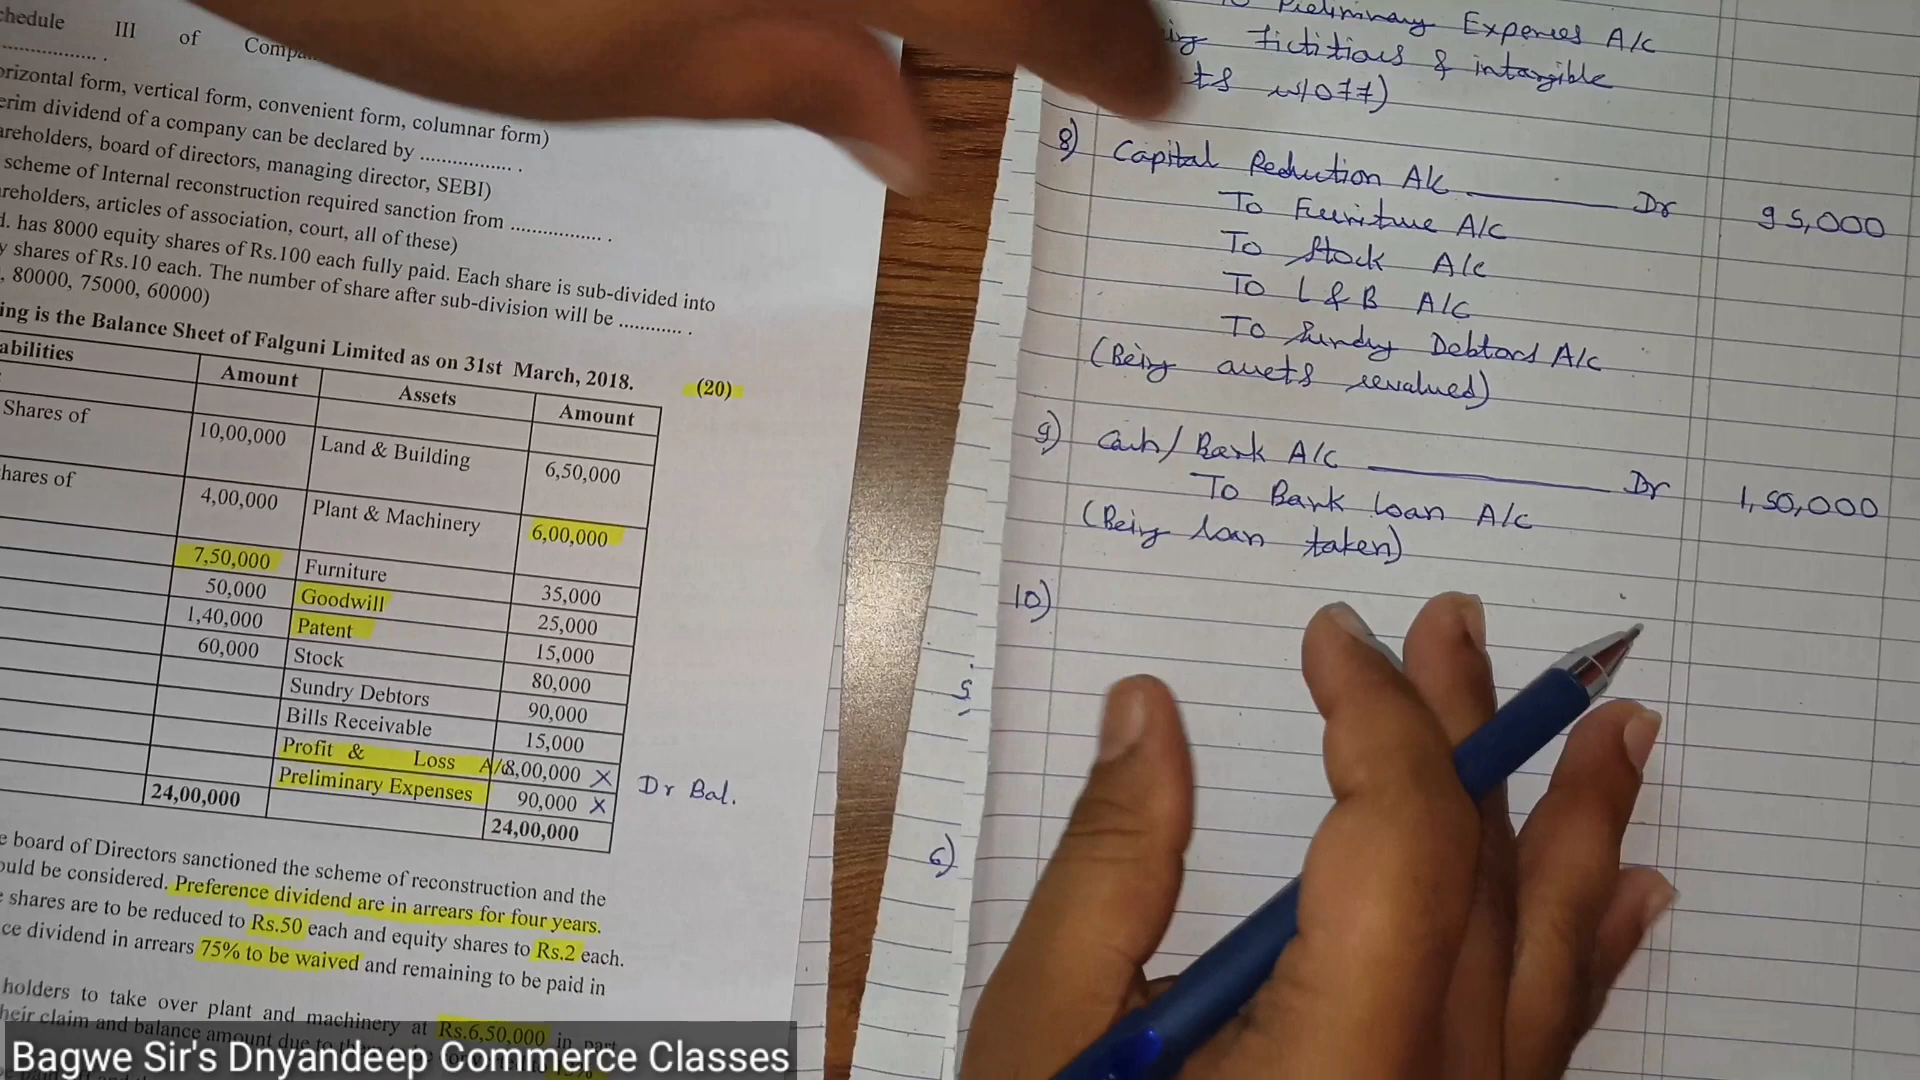 chedule III of Compa
.................. .
orizontal form, vertical form, convenient form, columnar form)
erim dividend of a company can be declared by .................. .
areholders, board of directors, managing director, SEBI)
scheme of Internal reconstruction required sanction from .................. .
reholders, articles of association, court, all of these)
d. has 8000 equity shares of Rs.100 each fully paid. Each share is sub-divided into
y shares of Rs.10 each. The number of share after sub-division will be ............ .
, 80000, 75000, 60000)
ing is the Balance Sheet of Falguni Limited as on 31st March, 2018. (20)
abilities Amount Assets Amount
Shares of 10,00,000 Land & Building 6,50,000
hares of 4,00,000 Plant & Machinery 6,00,000
7,50,000 Furniture 35,000
50,000 Goodwill 25,000
1,40,000 Patent 15,000
60,000 Stock 80,000
Sundry Debtors 90,000
Bills Receivable 15,000
Profit & Loss A/c 8,00,000 X Dr Bal.
Preliminary Expenses 90,000 X
24,00,000 24,00,000
e board of Directors sanctioned the scheme of reconstruction and the
ould be considered. Preference dividend are in arrears for four years.
e shares are to be reduced to Rs.50 each and equity shares to Rs.2 each.
ce dividend in arrears 75% to be waived and remaining to be paid in
holders to take over plant and machinery at Rs.6,50,000 in part
heir claim and balance amount due to
Preliminary Expenses A/c
fictitious & intangible
w/off)
8) Capital Reduction A/c Dr 95,000
To Furniture A/c
To Stock A/c
To L & B A/c
To Sundry Debtors A/c
(Being assets revalued)
9) Cash/Bank A/c Dr 1,50,000
To Bank loan A/c
(Being loan taken)
10)
5
6)
Bagwe Sir's Dnyandeep Commerce Classes